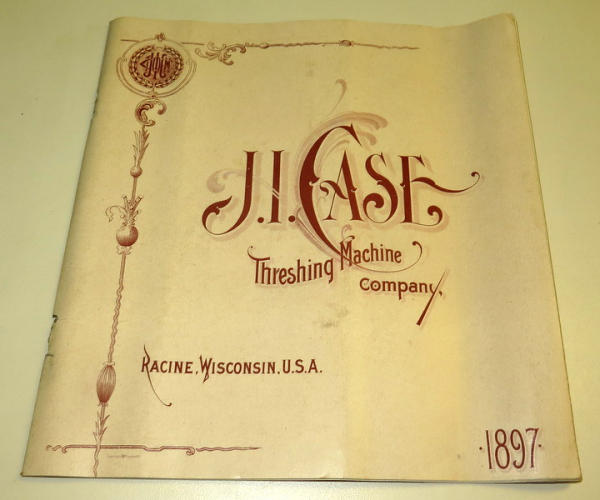 J.I. CASE
Threshing Machine
Company,
RACINE, WISCONSIN, U.S.A.
·1897·